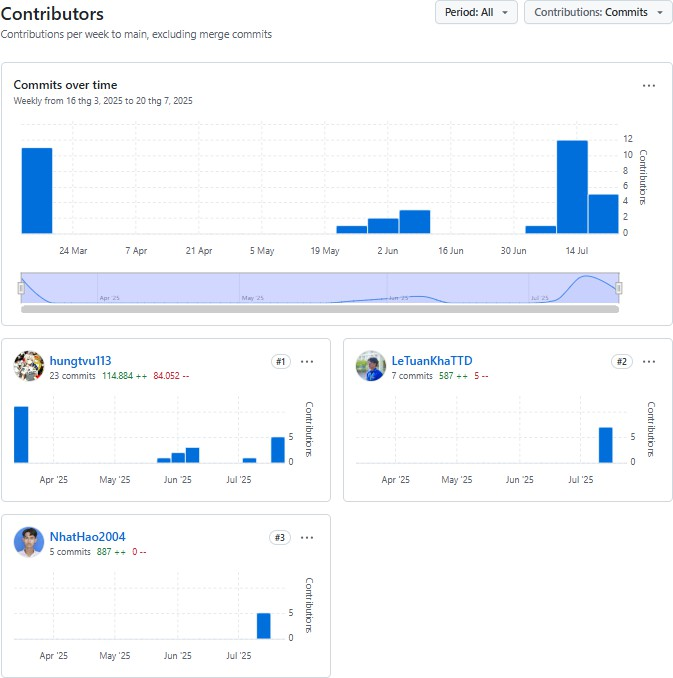 Contributors
Period: All
Contributions: Commits
Contributions per week to main, excluding merge commits
Commits over time
Weekly from 16 thg 3, 2025 to 20 thg 7, 2025
12
10
8
6
4
2
0
Contributions
24 Mar 7 Apr 21 Apr 5 May 19 May 2 Jun 16 Jun 30 Jun 14 Jul
Apr '25 May '25 Jun '25 Jul '25
hungtvu113 #1
23 commits 114.884 ++ 84.052 --
5
0
Contributions
Apr '25 May '25 Jun '25 Jul '25
LeTuanKhaTTD #2
7 commits 587 ++ 5 --
5
0
Contributions
Apr '25 May '25 Jun '25 Jul '25
NhatHao2004 #3
5 commits 887 ++ 0 --
5
0
Contributions
Apr '25 May '25 Jun '25 Jul '25